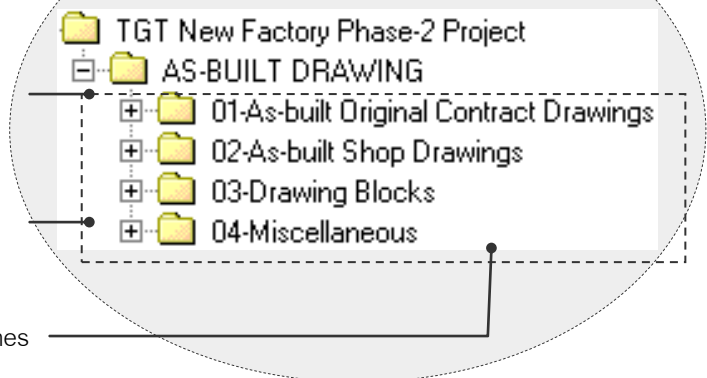 TGT New Factory Phase-2 Project
AS-BUILT DRAWING
01-As-built Original Contract Drawings
02-As-built Shop Drawings
03-Drawing Blocks
04-Miscellaneous